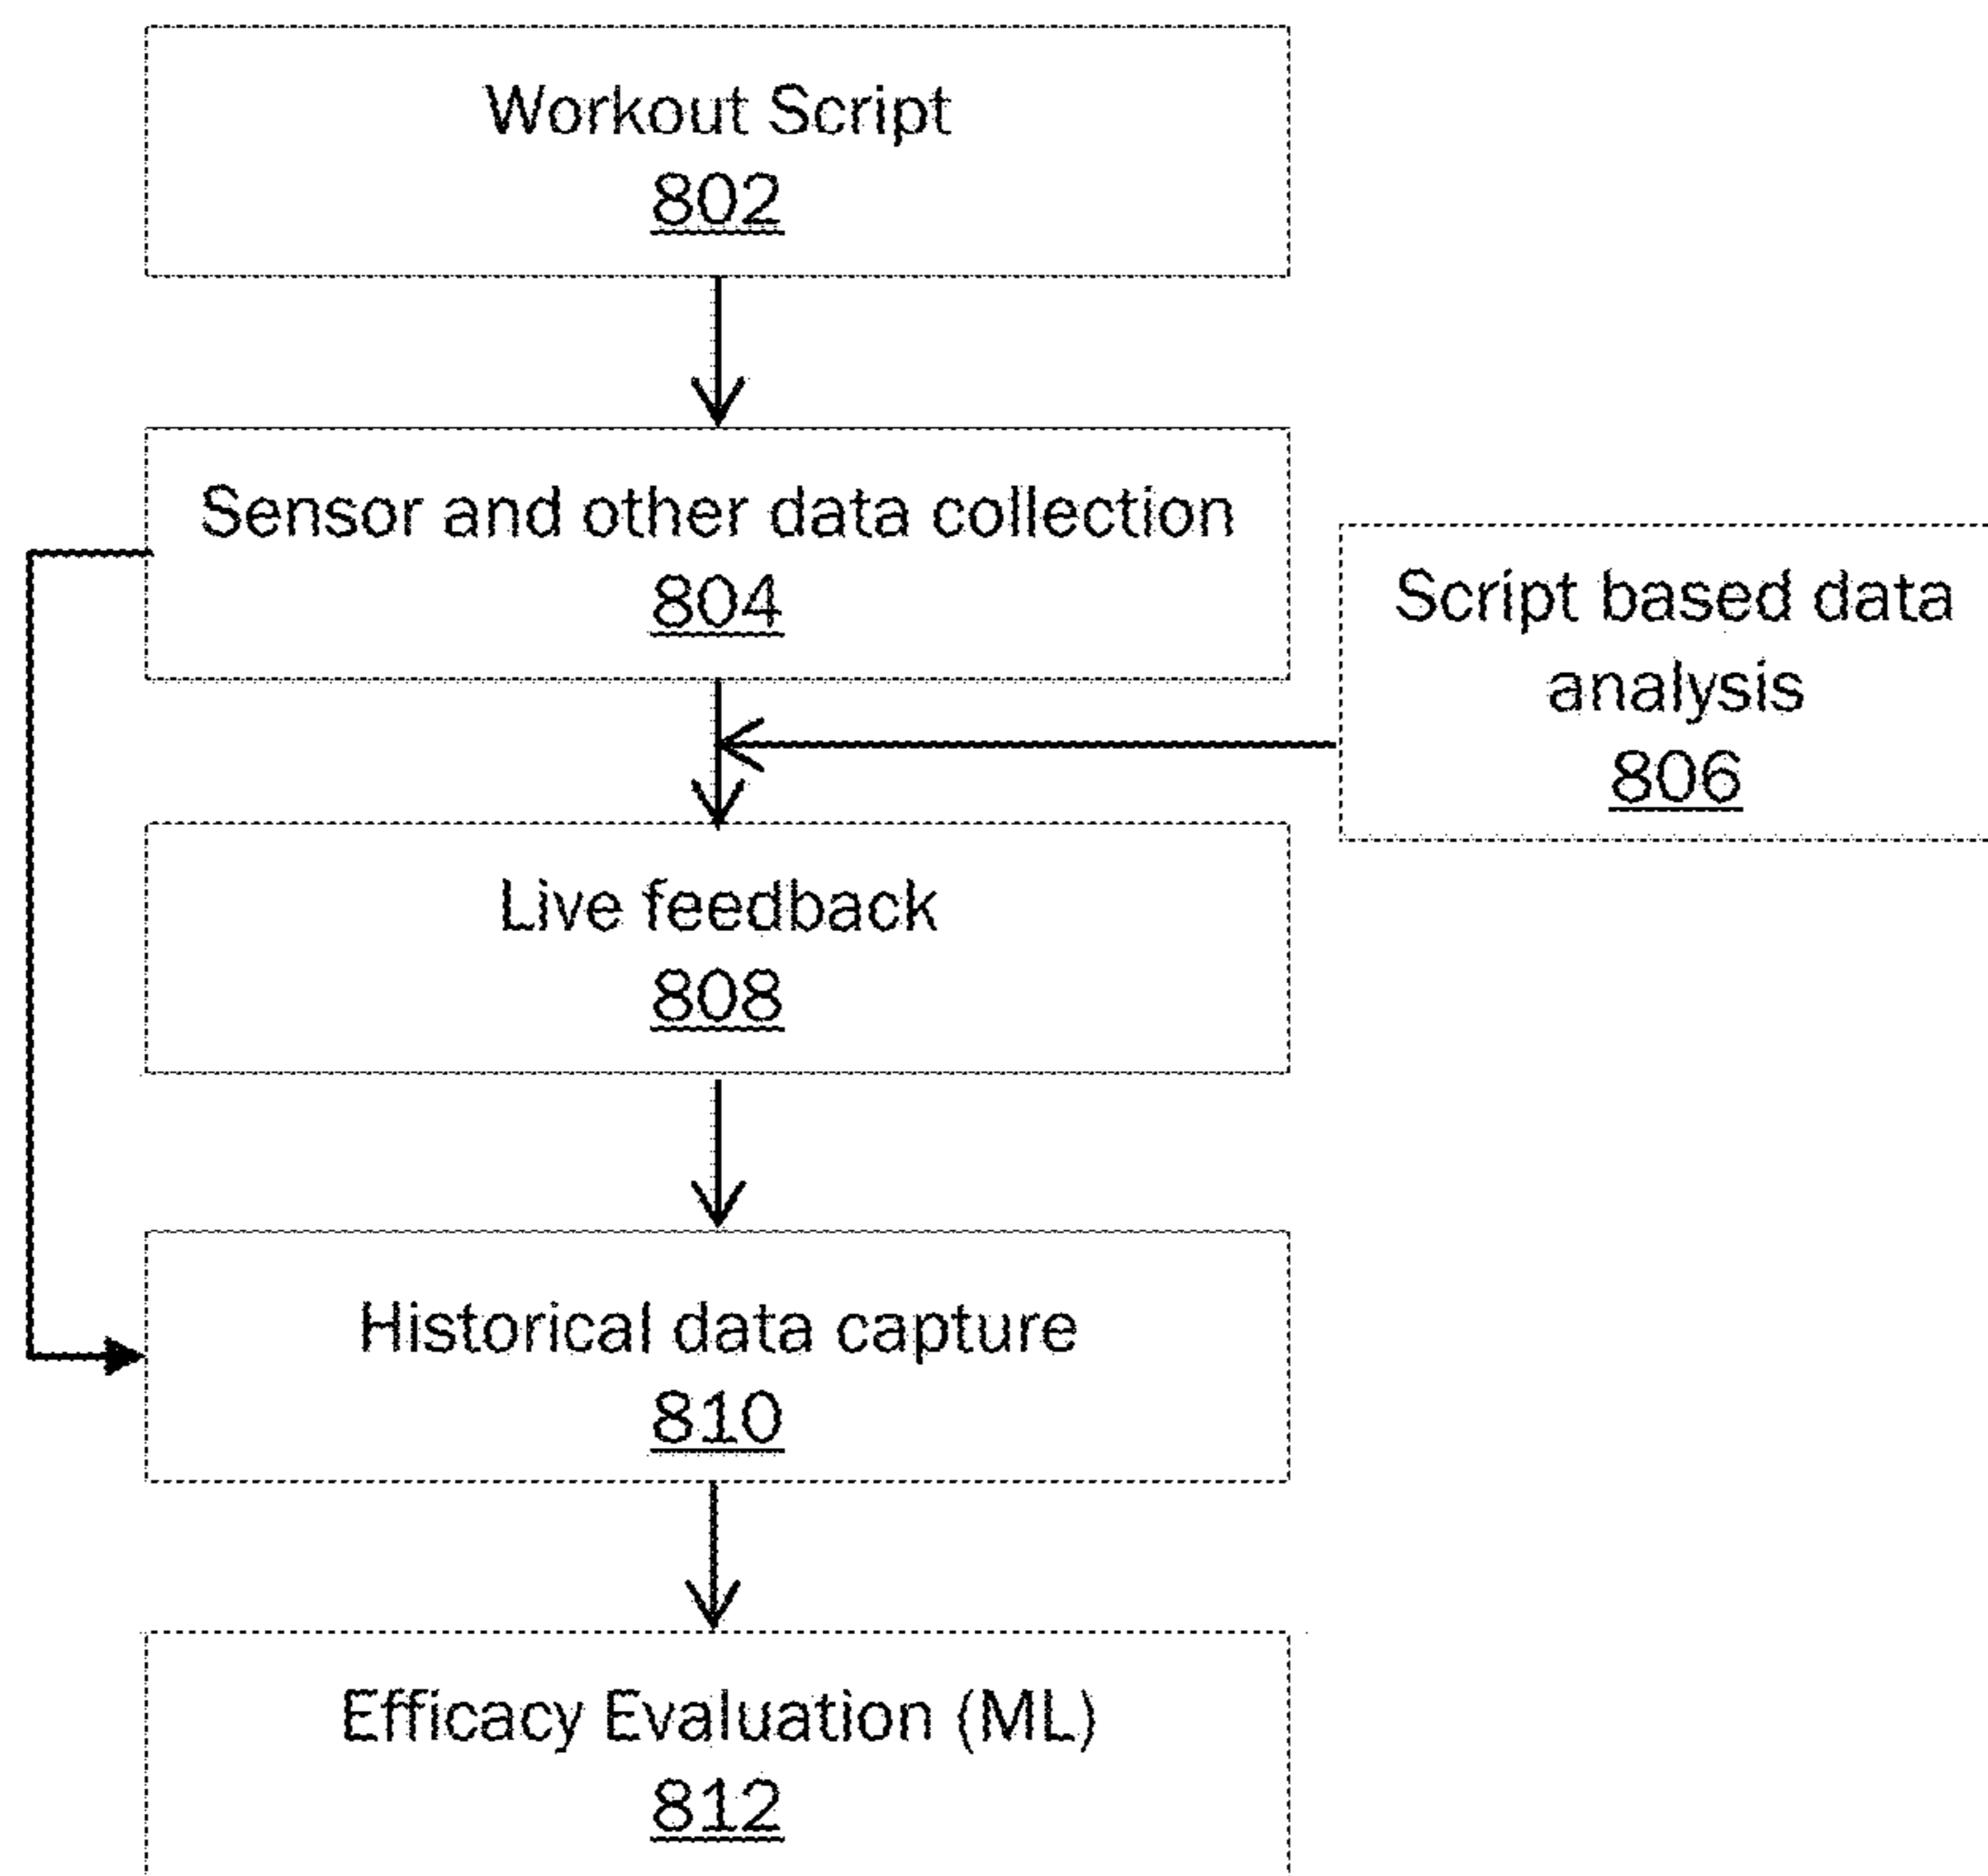 Workout Script
802
Sensor and other data collection
804
Script based data
analysis
806
Live feedback
808
Historical data capture
810
Efficacy Evaluation (ML)
812